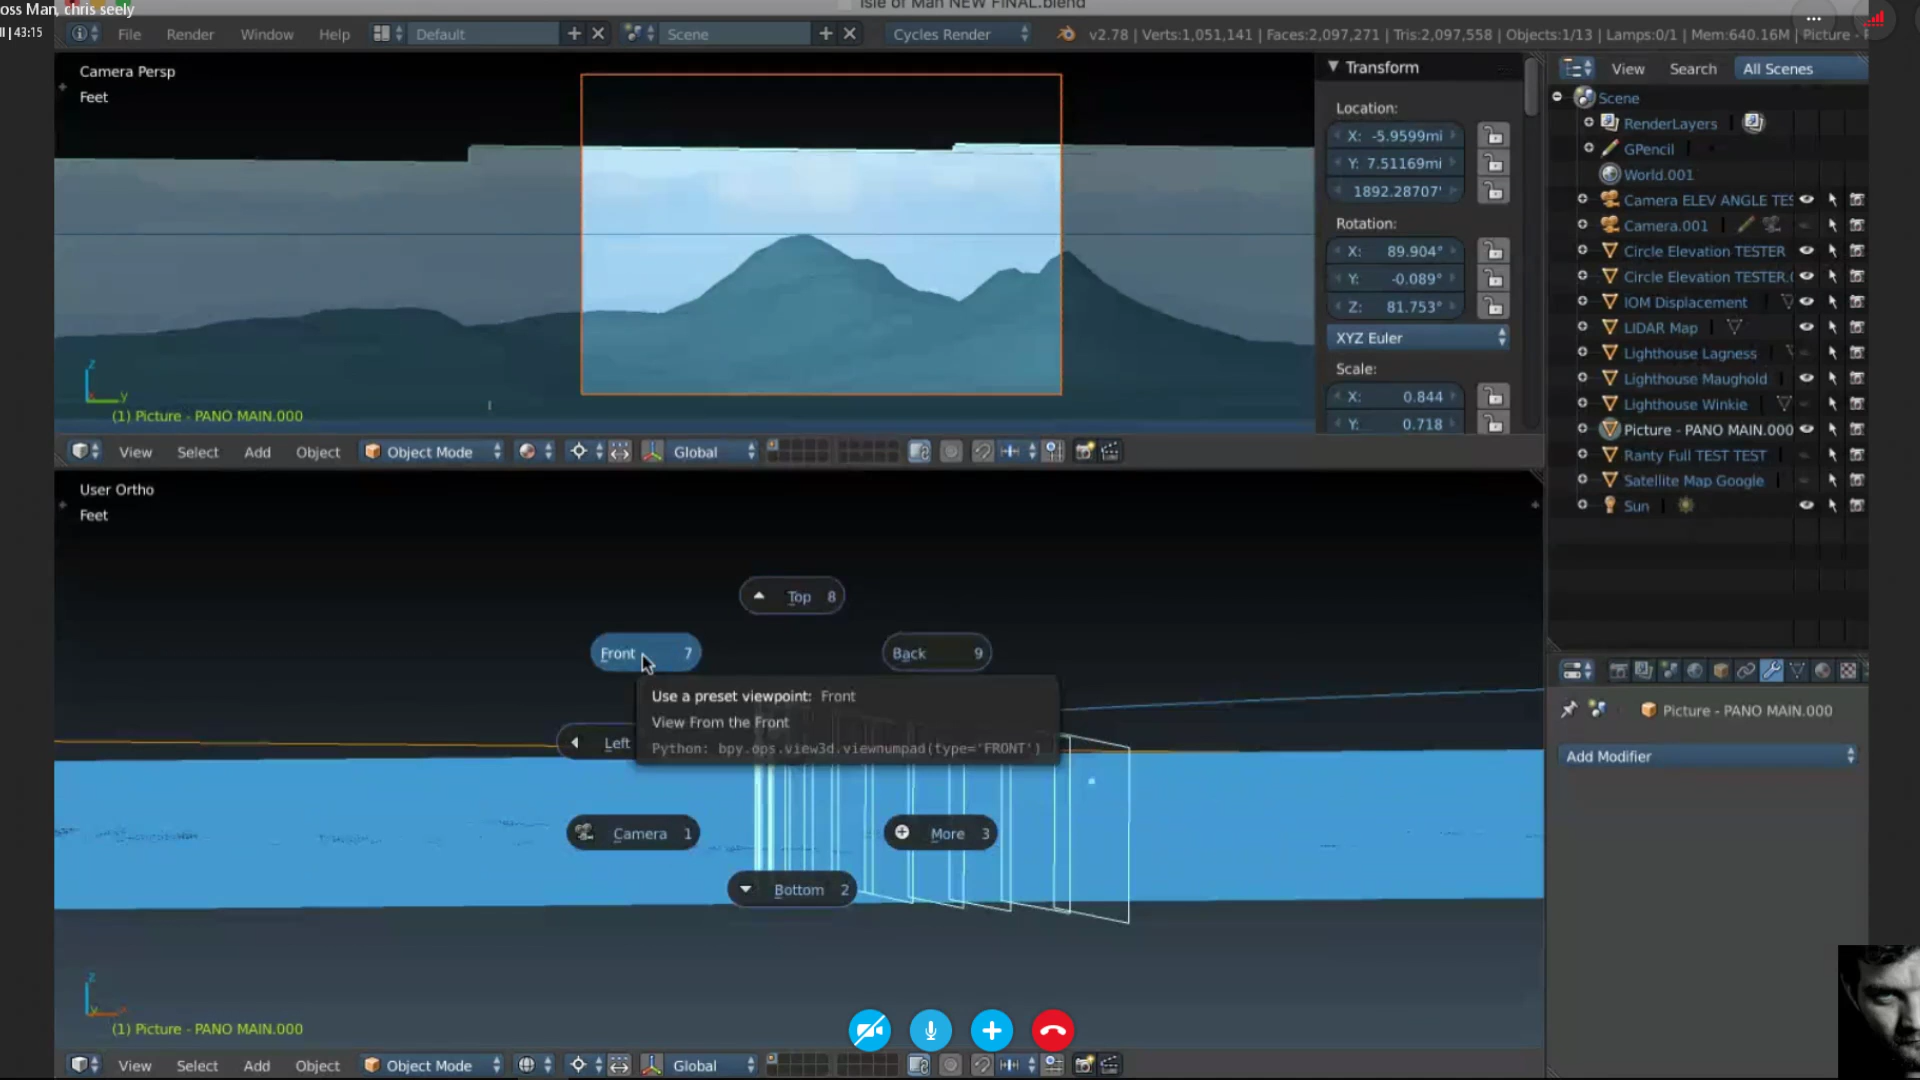 oss Man, chris seely
43:15
Isle of Man NEW FINAL.blend
File Render Window Help Default Scene Cycles Render v2.78 | Verts:1,051,141 | Faces:2,097,271 | Tris:2,097,558 | Objects:1/13 | Lamps:0/1 | Mem:640.16M | Picture -
Camera Persp
Feet
(1) Picture - PANO MAIN.000
View Select Add Object Object Mode Global
Transform
Location:
X: -5.9599mi
Y: 7.51169mi
1892.28707'
Rotation:
X: 89.904°
Y: -0.089°
Z: 81.753°
XYZ Euler
Scale:
X: 0.844
Y: 0.718
View Search All Scenes
Scene
RenderLayers
GPencil
World.001
Camera ELEV ANGLE TES
Camera.001
Circle Elevation TESTER
Circle Elevation TESTER.
IOM Displacement
LIDAR Map
Lighthouse Lagness
Lighthouse Maughold
Lighthouse Winkie
Picture - PANO MAIN.000
Ranty Full TEST TEST
Satellite Map Google
Sun
Picture - PANO MAIN.000
Add Modifier
User Ortho
Feet
Top 8
Front 7
Back 9
Use a preset viewpoint: Front
View From the Front
Python: bpy.ops.view3d.viewnumpad(type='FRONT')
Left
Camera 1
More 3
Bottom 2
(1) Picture - PANO MAIN.000
View Select Add Object Object Mode Global